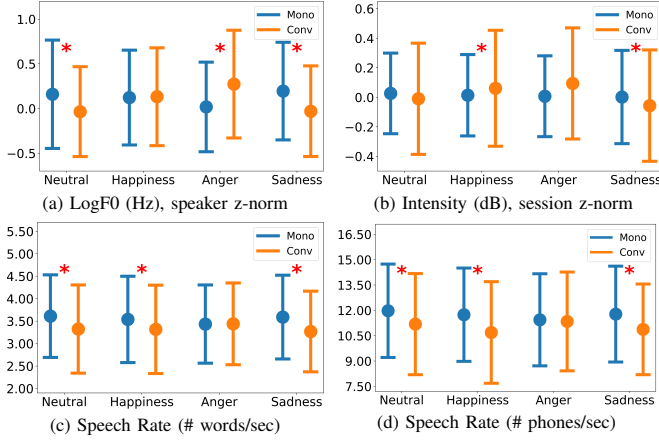 1.0
0.5
0.0
−0.5
*
*
*
Mono
Conv
Neutral
Happiness
Anger
Sadness
(a) LogF0 (Hz), speaker z-norm
0.6
0.4
0.2
0.0
−0.2
−0.4
*
*
Mono
Conv
Neutral
Happiness
Anger
Sadness
(b) Intensity (dB), session z-norm
5.50
5.00
4.50
4.00
3.50
3.00
2.50
2.00
*
*
*
Mono
Conv
Neutral
Happiness
Anger
Sadness
(c) Speech Rate (# words/sec)
16.50
15.00
13.50
12.00
10.50
9.00
7.50
*
*
*
Mono
Conv
Neutral
Happiness
Anger
Sadness
(d) Speech Rate (# phones/sec)